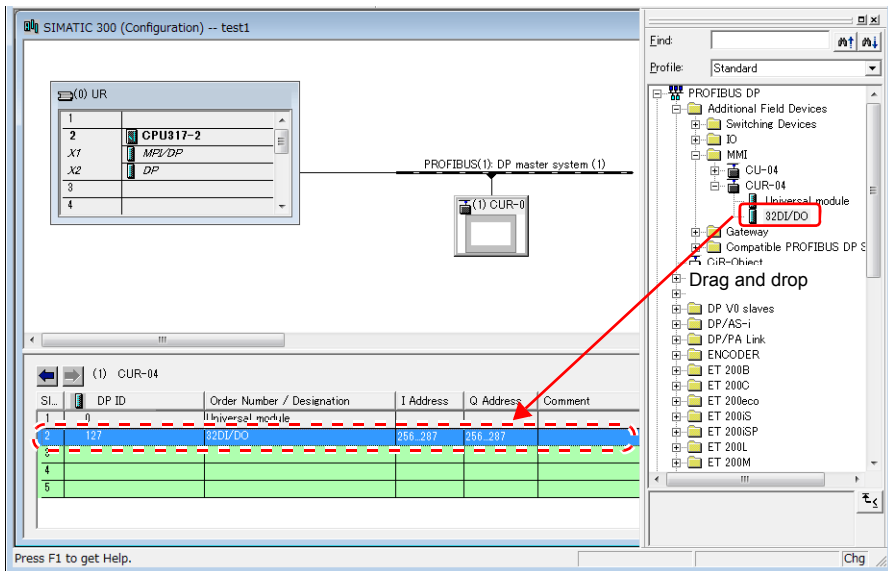 SIMATIC 300 (Configuration) -- test1
(0) UR
1
2 CPU317-2
X1 MPI/DP
X2 DP
3
4
PROFIBUS(1): DP master system (1)
(1) CUR-0
Find:
Profile: Standard
PROFIBUS DP
Additional Field Devices
Switching Devices
IO
MMI
CU-04
CUR-04
Universal module
32DI/DO
Gateway
Compatible PROFIBUS DP S
CiR-Object
Drag and drop
DP V0 slaves
DP/AS-i
DP/PA Link
ENCODER
ET 200B
ET 200C
ET 200eco
ET 200iS
ET 200iSP
ET 200L
ET 200M
(1) CUR-04
Sl... DP ID Order Number / Designation I Address Q Address Comment
1 0 Universal module
2 127 32DI/DO 256..287 256..287
3
4
5
Press F1 to get Help.
Chg